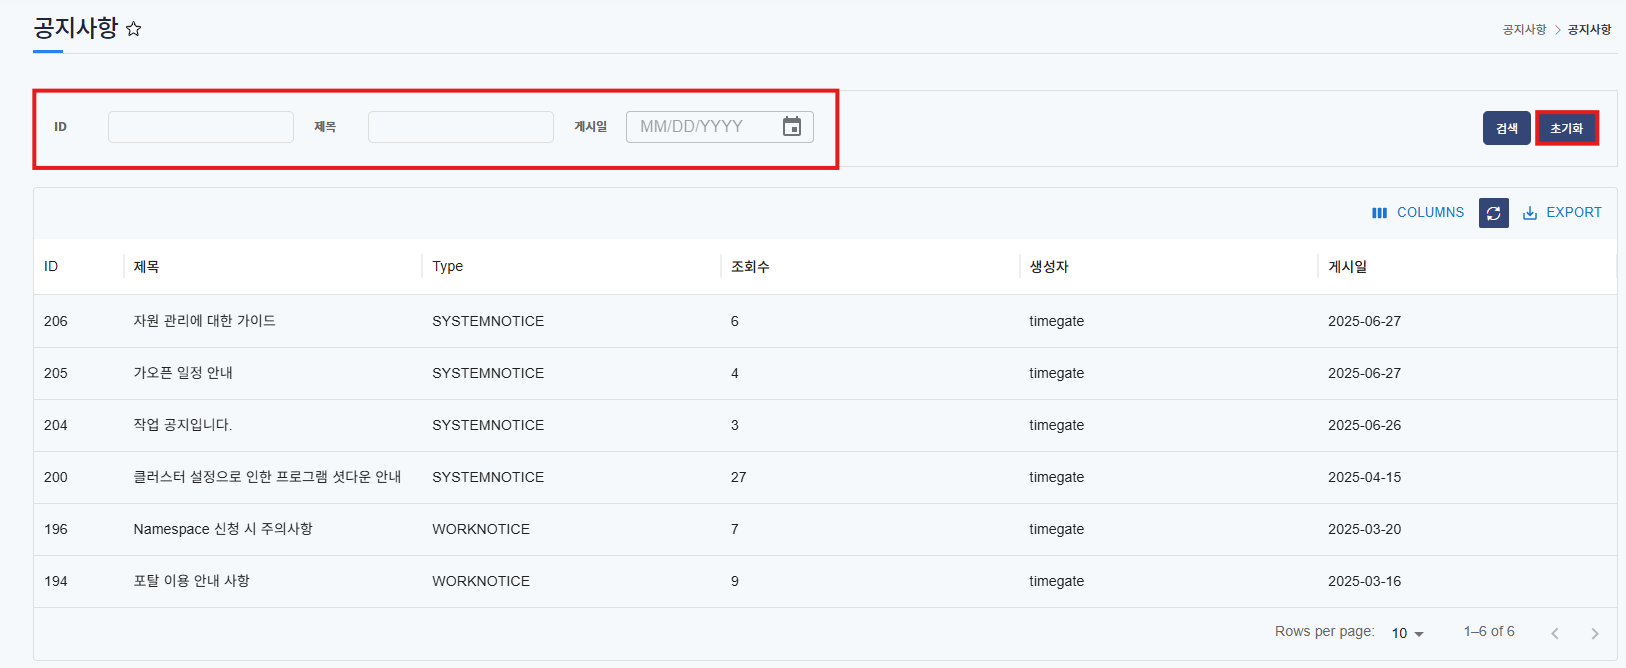 공지사항
공지사항 > 공지사항
ID 제목 게시일 MM/DD/YYYY 검색 초기화
COLUMNS EXPORT
ID 제목 Type 조회수 생성자 게시일
206 자원 관리에 대한 가이드 SYSTEMNOTICE 6 timegate 2025-06-27
205 가오픈 일정 안내 SYSTEMNOTICE 4 timegate 2025-06-27
204 작업 공지입니다. SYSTEMNOTICE 3 timegate 2025-06-26
200 클러스터 설정으로 인한 프로그램 셧다운 안내 SYSTEMNOTICE 27 timegate 2025-04-15
196 Namespace 신청 시 주의사항 WORKNOTICE 7 timegate 2025-03-20
194 포탈 이용 안내 사항 WORKNOTICE 9 timegate 2025-03-16
Rows per page: 10 1–6 of 6